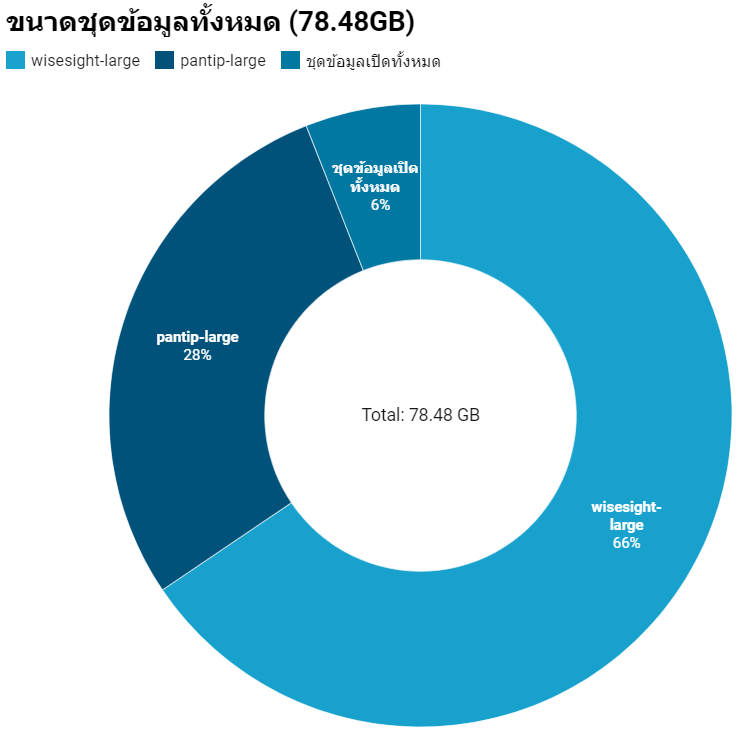 ขนาดชุดข้อมูลทั้งหมด (78.48GB)
wisesight-large pantip-large ชุดข้อมูลเปิดทั้งหมด
ชุดข้อมูลเปิด
ทั้งหมด
6%
pantip-large
28%
Total: 78.48 GB
wisesight-
large
66%